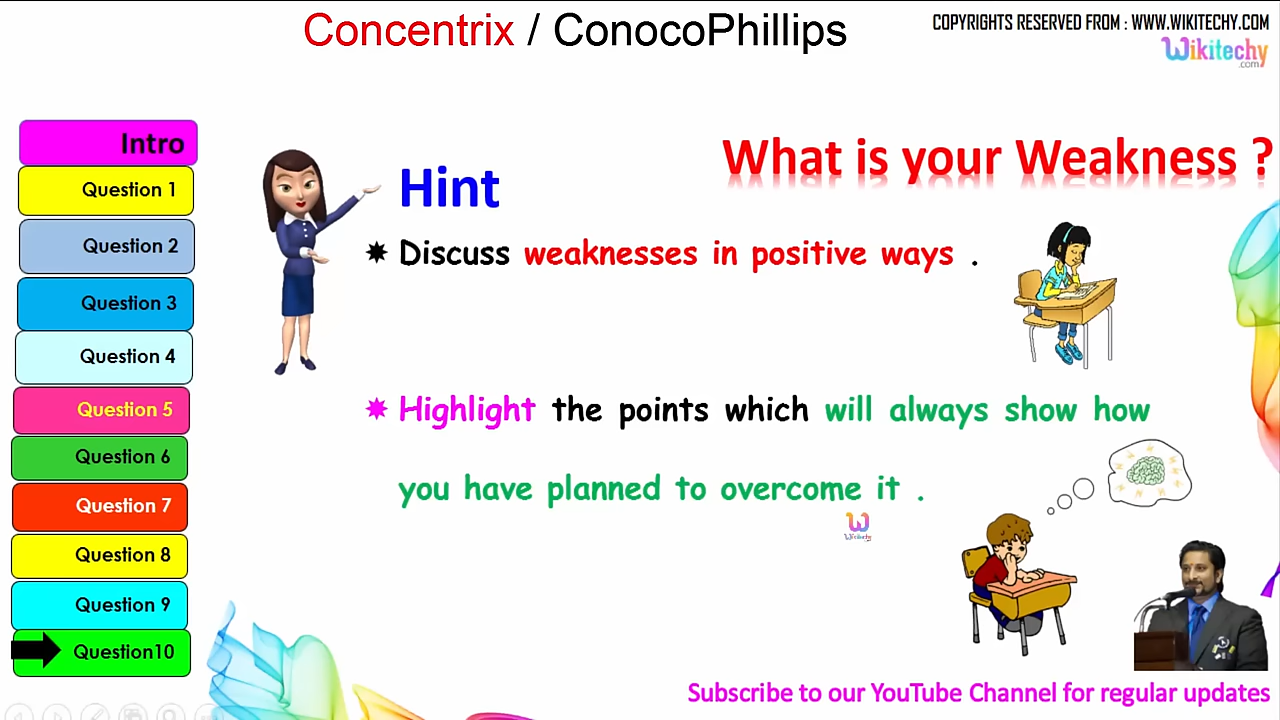 Concentrix / ConocoPhillips
COPYRIGHTS RESERVED FROM : WWW.WIKITECHY.COM
Wikitechy
.com
Intro
Question 1
Question 2
Question 3
Question 4
Question 5
Question 6
Question 7
Question 8
Question 9
Question10
What is your Weakness ?
Hint
Discuss weaknesses in positive ways .
Highlight the points which will always show how
you have planned to overcome it .
W
Wikitechy
Subscribe to our YouTube Channel for regular updates